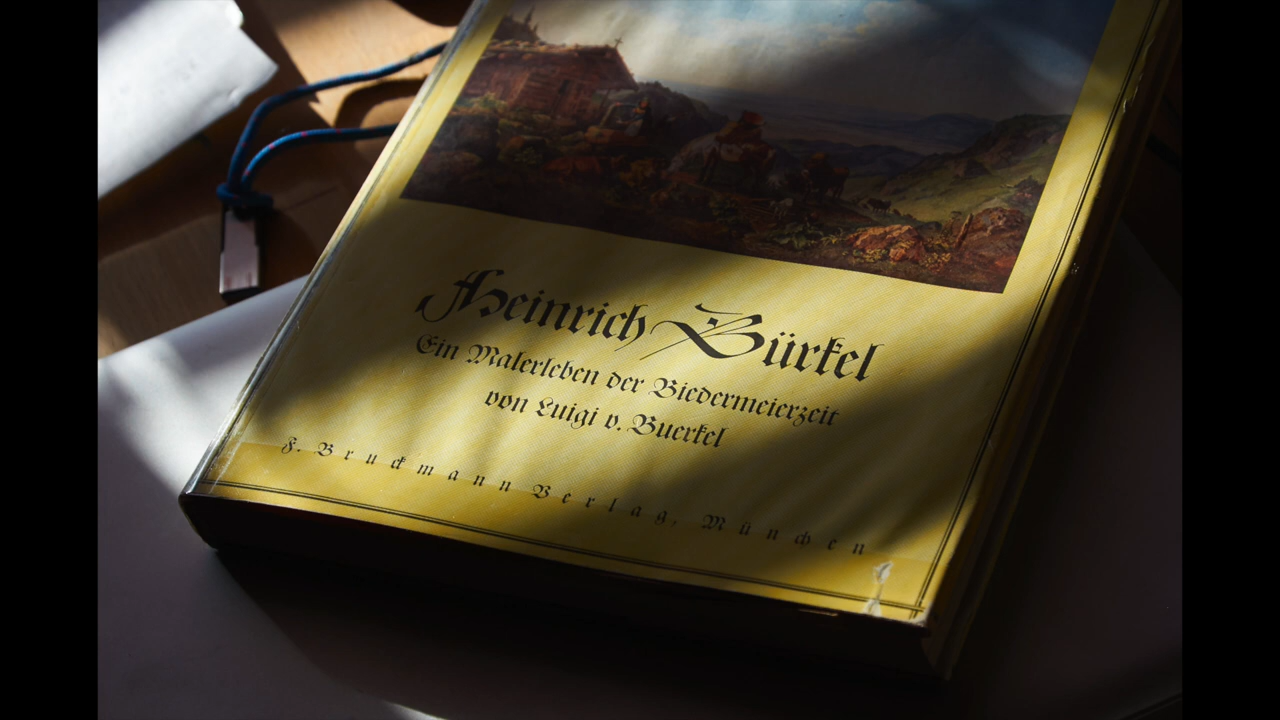 Heinrich Bürkel
Ein Malerleben der Biedermeierzeit
von Luigi v. Buerkel
F. Bruckmann Verlag, München